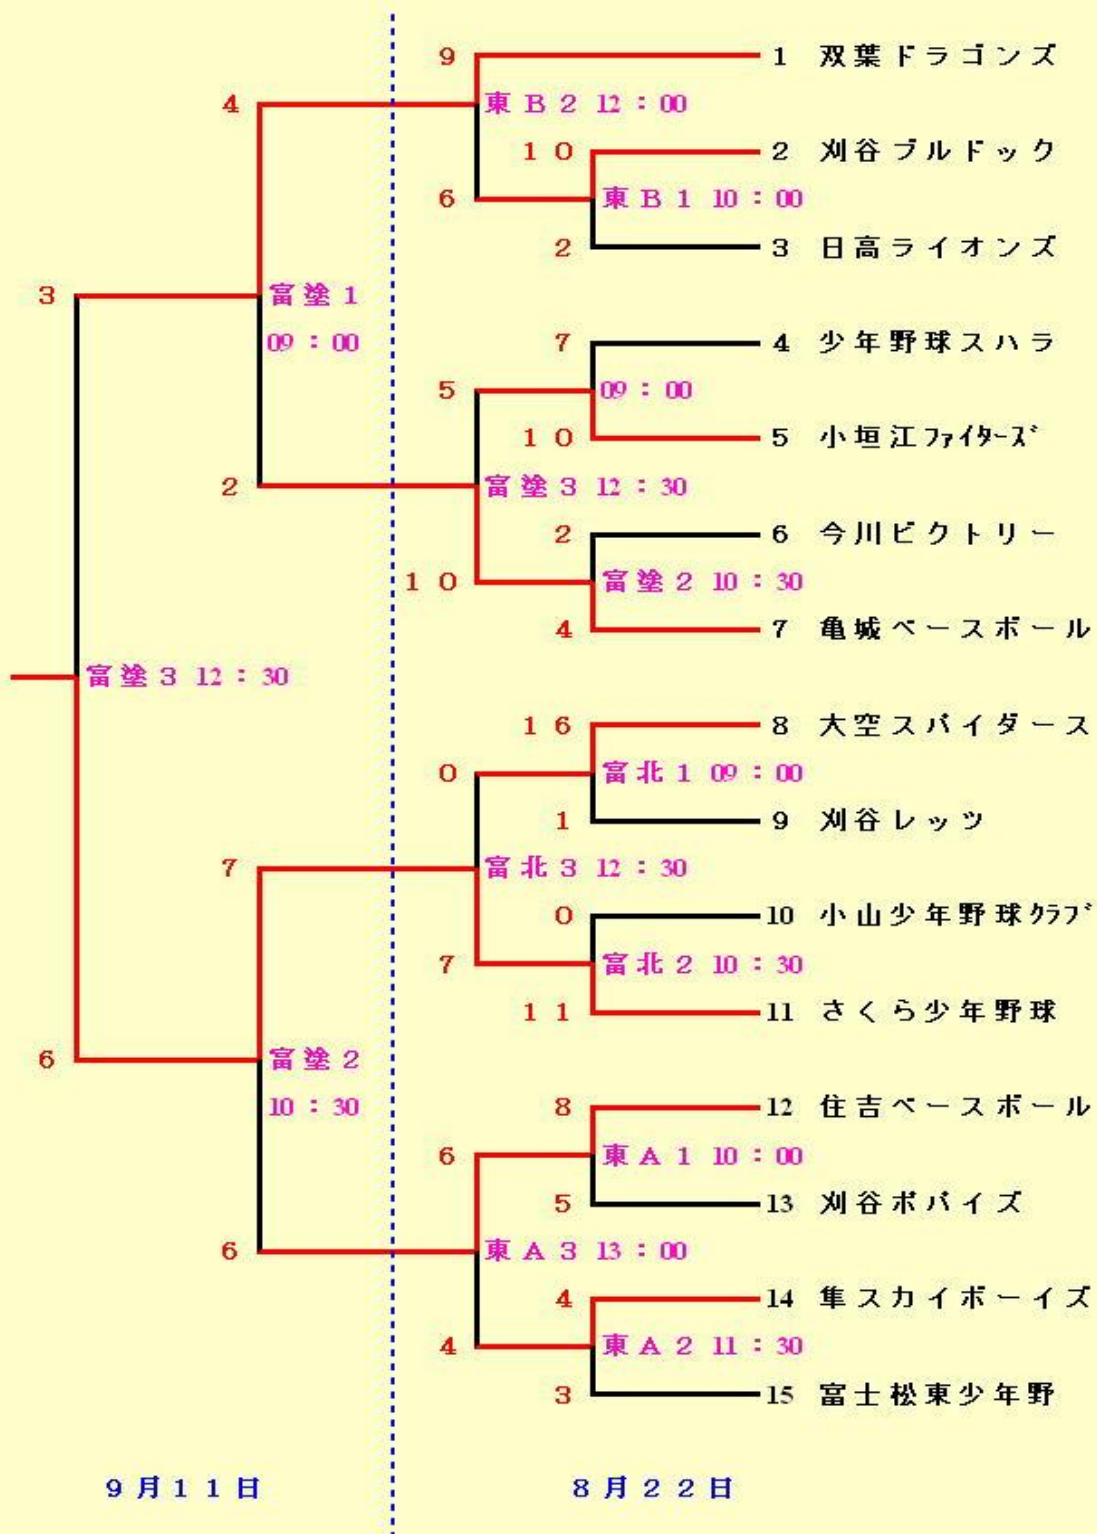 9 1 双葉ドラゴンズ
4 東B2 12:00
10 2 刈谷ブルドック
6 東B1 10:00
2 3 日高ライオンズ
3 富塗1
09:00 7 4 少年野球スハラ
5 09:00
10 5 小垣江ファイターズ
2 富塗3 12:30
2 6 今川ビクトリー
10 富塗2 10:30
4 7 亀城ベースボール
富塗3 12:30
16 8 大空スパイダース
0 富北1 09:00
1 9 刈谷レッツ
7 富北3 12:30
0 10 小山少年野球クラブ
7 富北2 10:30
11 11 さくら少年野球
6 富塗2
10:30 8 12 住吉ベースボール
6 東A1 10:00
5 13 刈谷ポパイズ
6 東A3 13:00
4 14 隼スカイボーイズ
4 東A2 11:30
3 15 富士松東少年野
9月11日 8月22日